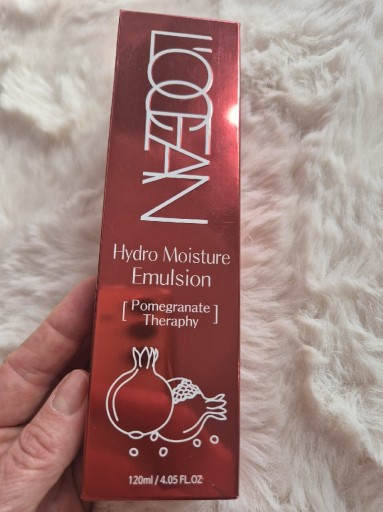 L'OCEAN
Hydro Moisture
Emulsion
[ Pomegranate
Theraphy ]
120ml / 4.05 FL.OZ